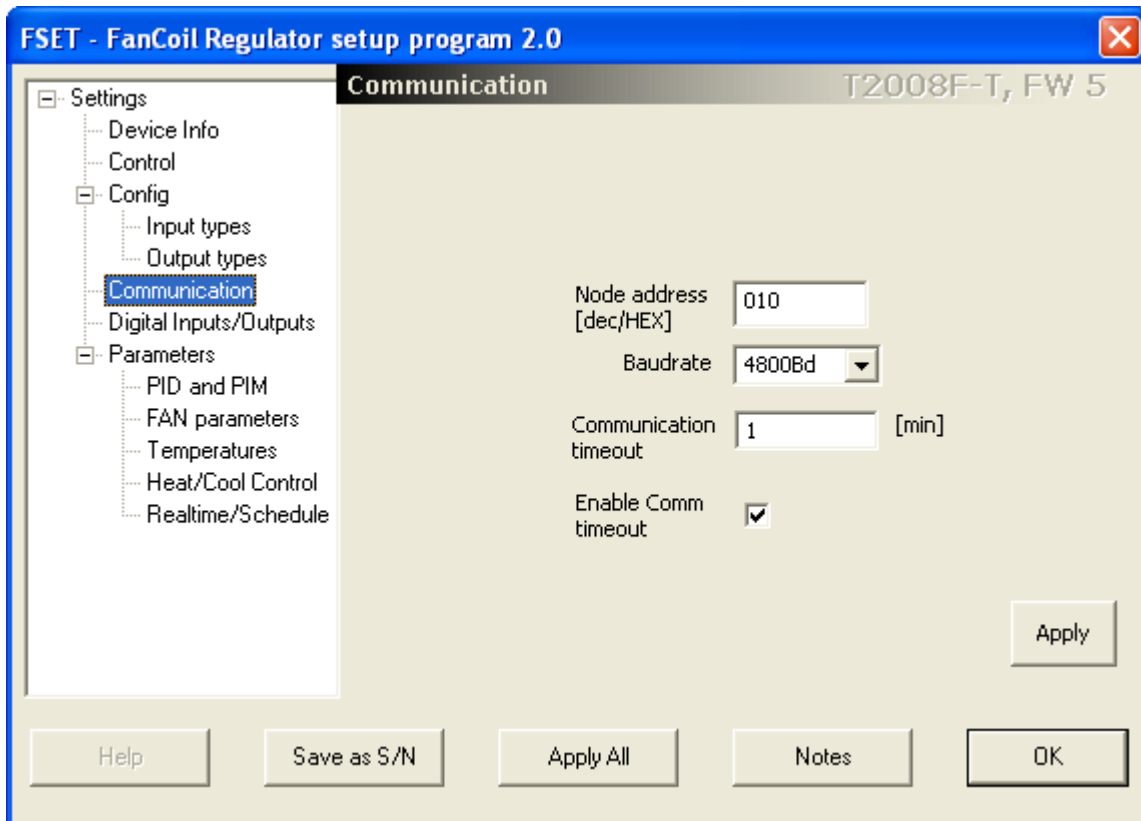 FSET - FanCoil Regulator setup program 2.0
Settings
Device Info
Control
Config
Input types
Output types
Communication
Digital Inputs/Outputs
Parameters
PID and PIM
FAN parameters
Temperatures
Heat/Cool Control
Realtime/Schedule
Communication
T2008F-T, FW 5
Node address
[dec/HEX]
010
Baudrate
4800Bd
Communication
timeout
1
[min]
Enable Comm
timeout
Apply
Help
Save as S/N
Apply All
Notes
OK